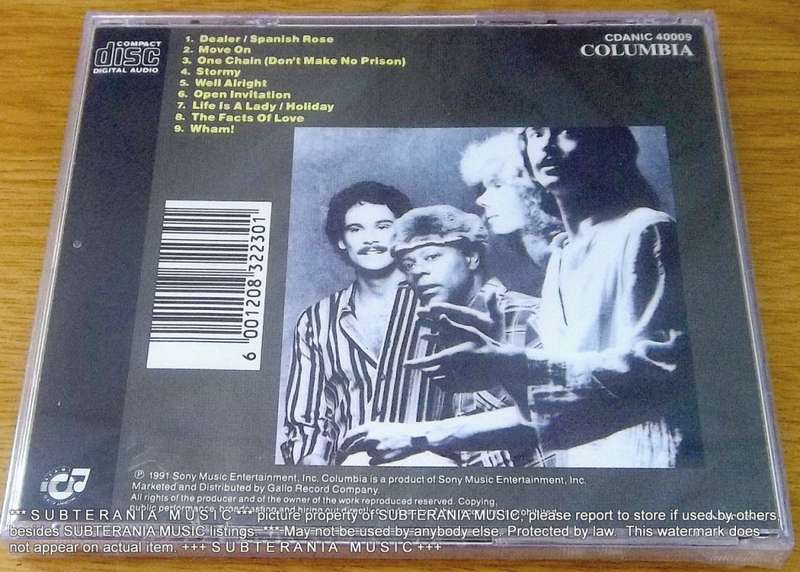 COMPACT
disc
DIGITAL AUDIO
1. Dealer / Spanish Rose
2. Move On
3. One Chain (Don't Make No Prison)
4. Stormy
5. Well Alright
6. Open Invitation
7. Life Is A Lady / Holiday
8. The Facts Of Love
9. Wham!
CDANIC 40009
COLUMBIA
6 001208 322301
℗ 1991 Sony Music Entertainment, Inc. Columbia is a product of Sony Music Entertainment, Inc.
Marketed and Distributed by Gallo Record Company
All rights of the producer and of the owner of the work reproduced reserved. Copying,
public performance, broadcasting and hiring
*** S U B T E R A N I A M U S I C *** picture property of SUBTERANIA MUSIC, please report to store if used by others,
besides SUBTERANIA MUSIC listings. *** May not be used by anybody else. Protected by law. This watermark does
not appear on actual item. +++ S U B T E R A N I A M U S I C +++